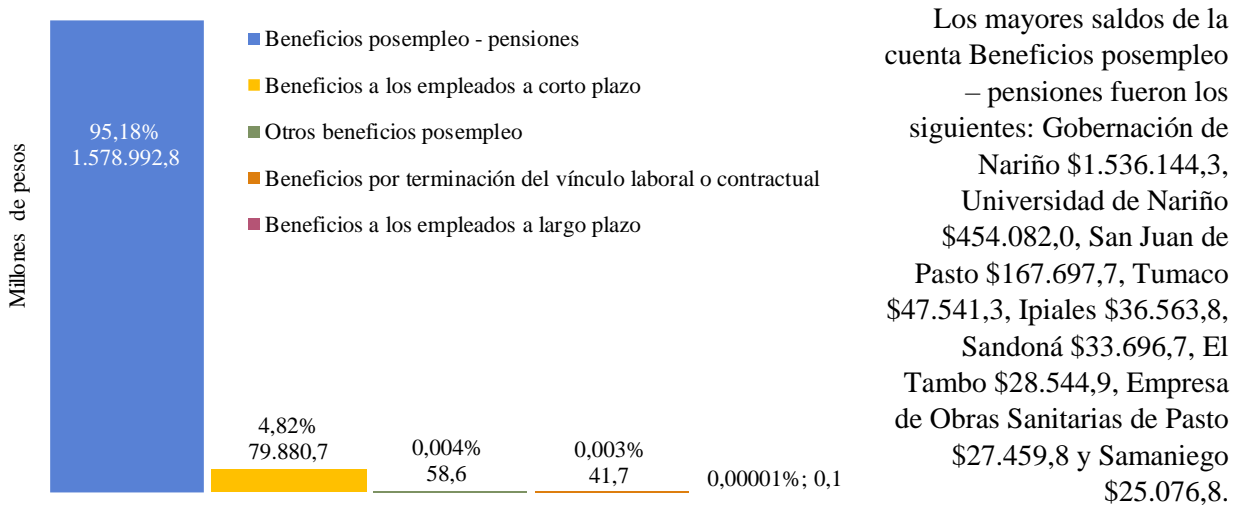 Millones de pesos
95,18%
1.578.992,8
Beneficios posempleo - pensiones
Beneficios a los empleados a corto plazo
Otros beneficios posempleo
Beneficios por terminación del vínculo laboral o contractual
Beneficios a los empleados a largo plazo
4,82%
79.880,7
0,004%
58,6
0,003%
41,7
0,00001%; 0,1
Los mayores saldos de la
cuenta Beneficios posempleo
– pensiones fueron los
siguientes: Gobernación de
Nariño $1.536.144,3,
Universidad de Nariño
$454.082,0, San Juan de
Pasto $167.697,7, Tumaco
$47.541,3, Ipiales $36.563,8,
Sandoná $33.696,7, El
Tambo $28.544,9, Empresa
de Obras Sanitarias de Pasto
$27.459,8 y Samaniego
$25.076,8.